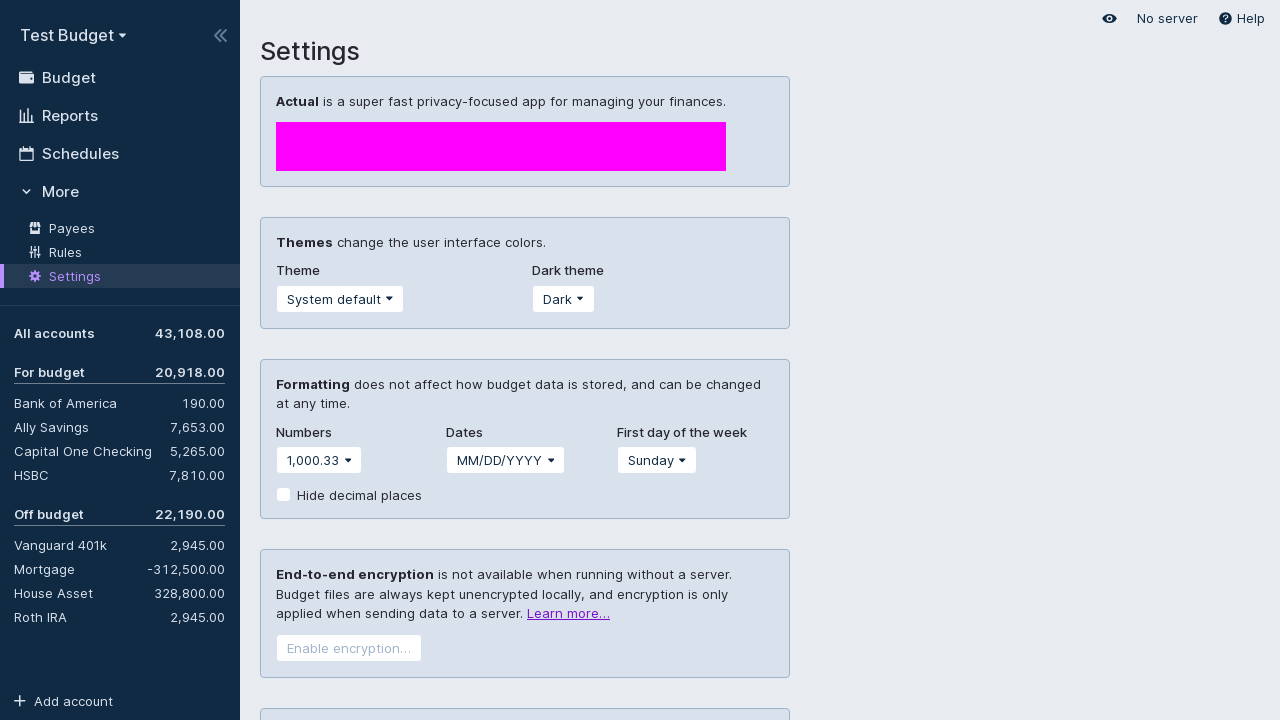 Test Budget
Budget
Reports
Schedules
More
Payees
Rules
Settings
All accounts 43,108.00
For budget 20,918.00
Bank of America 190.00
Ally Savings 7,653.00
Capital One Checking 5,265.00
HSBC 7,810.00
Off budget 22,190.00
Vanguard 401k 2,945.00
Mortgage -312,500.00
House Asset 328,800.00
Roth IRA 2,945.00
Add account
No server Help
Settings
Actual is a super fast privacy-focused app for managing your finances.
Themes change the user interface colors.
Theme Dark theme
System default Dark
Formatting does not affect how budget data is stored, and can be changed
at any time.
Numbers Dates First day of the week
1,000.33 MM/DD/YYYY Sunday
Hide decimal places
End-to-end encryption is not available when running without a server.
Budget files are always kept unencrypted locally, and encryption is only
applied when sending data to a server. Learn more…
Enable encryption…